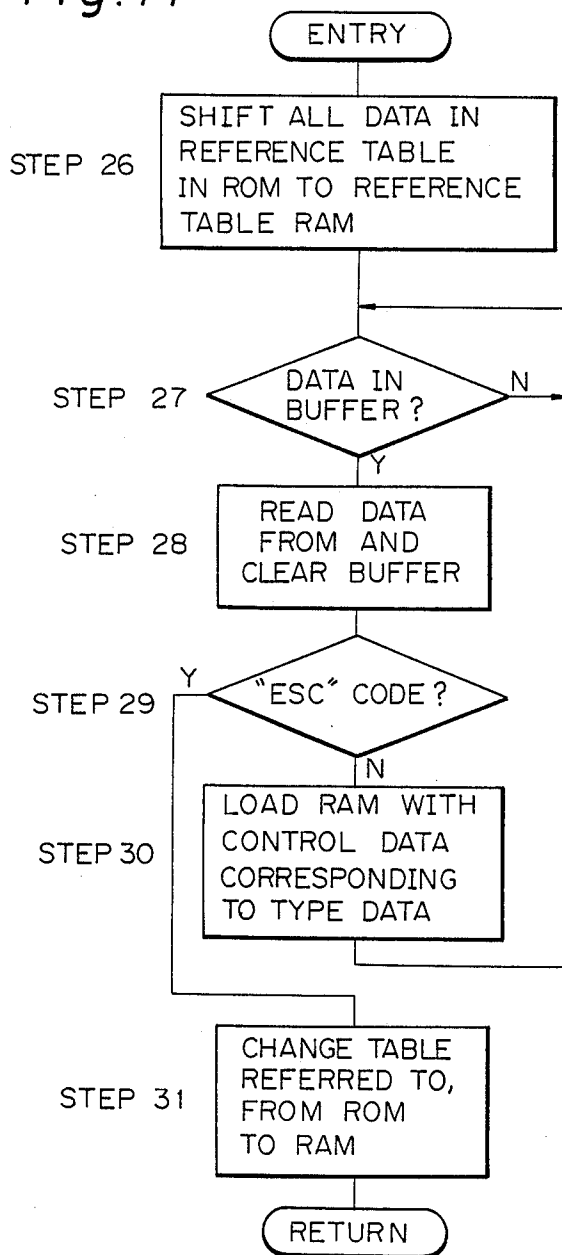 Fig. 11
ENTRY
STEP 26
SHIFT ALL DATA IN
REFERENCE TABLE
IN ROM TO REFERENCE
TABLE RAM
STEP 27
DATA IN
BUFFER?
N
Y
STEP 28
READ DATA
FROM AND
CLEAR BUFFER
Y
STEP 29
"ESC" CODE?
N
STEP 30
LOAD RAM WITH
CONTROL DATA
CORRESPONDING
TO TYPE DATA
STEP 31
CHANGE TABLE
REFERRED TO,
FROM ROM
TO RAM
RETURN